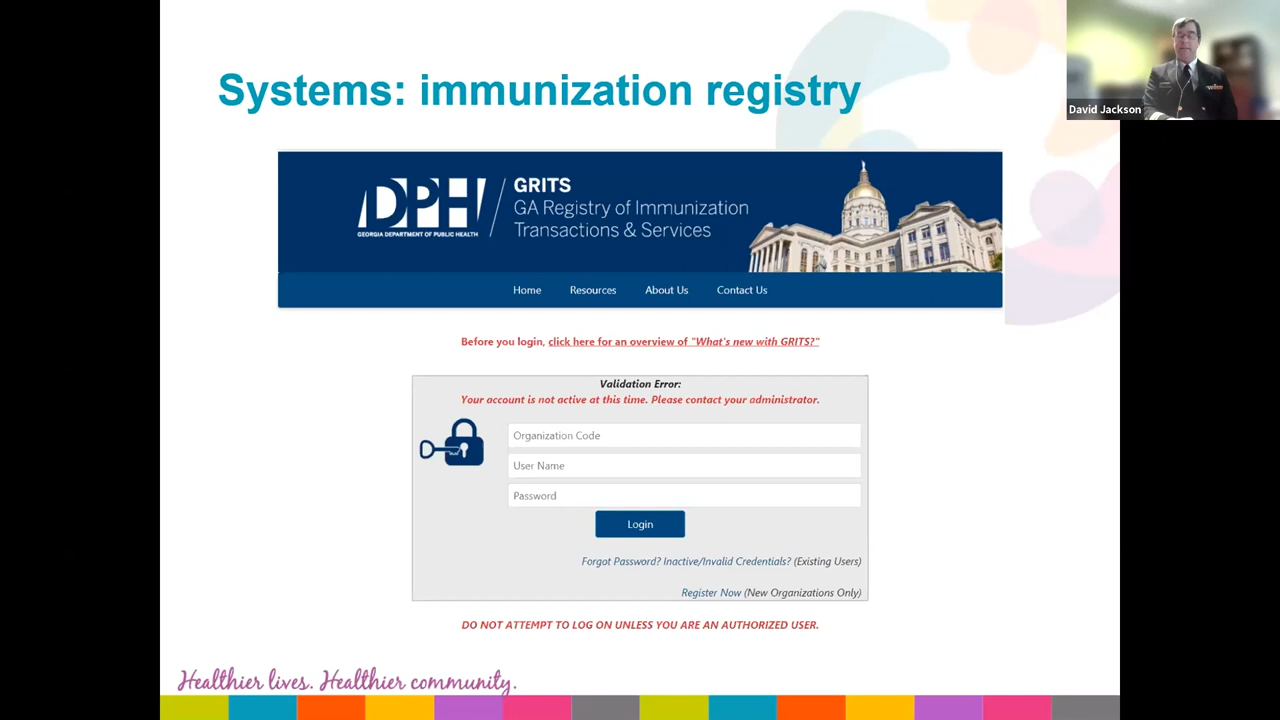 Systems: immunization registry
David Jackson
DPH
GEORGIA DEPARTMENT OF PUBLIC HEALTH
GRITS
GA Registry of Immunization
Transactions & Services
Home Resources About Us Contact Us
Before you login, click here for an overview of "What's new with GRITS?"
Validation Error:
Your account is not active at this time. Please contact your administrator.
Organization Code
User Name
Password
Login
Forgot Password? Inactive/Invalid Credentials? (Existing Users)
Register Now (New Organizations Only)
DO NOT ATTEMPT TO LOG ON UNLESS YOU ARE AN AUTHORIZED USER.
Healthier lives. Healthier community.